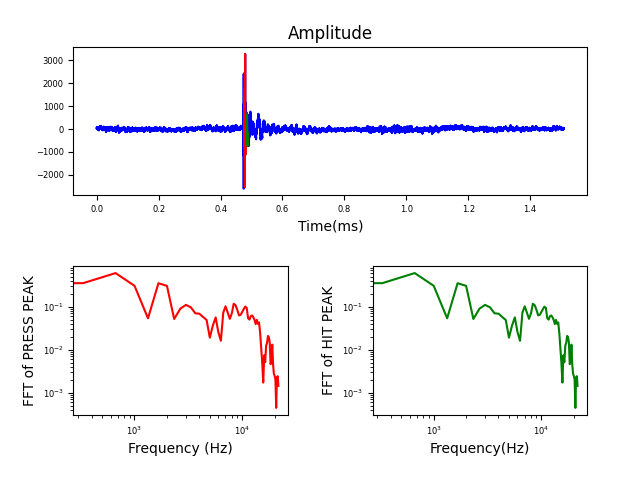 Amplitude
3000
2000
1000
0
−1000
−2000
0.0 0.2 0.4 0.6 0.8 1.0 1.2 1.4
Time(ms)
FFT of PRESS PEAK
10⁻¹
10⁻²
10⁻³
10³ 10⁴
Frequency (Hz)
FFT of HIT PEAK
10⁻¹
10⁻²
10⁻³
10³ 10⁴
Frequency(Hz)